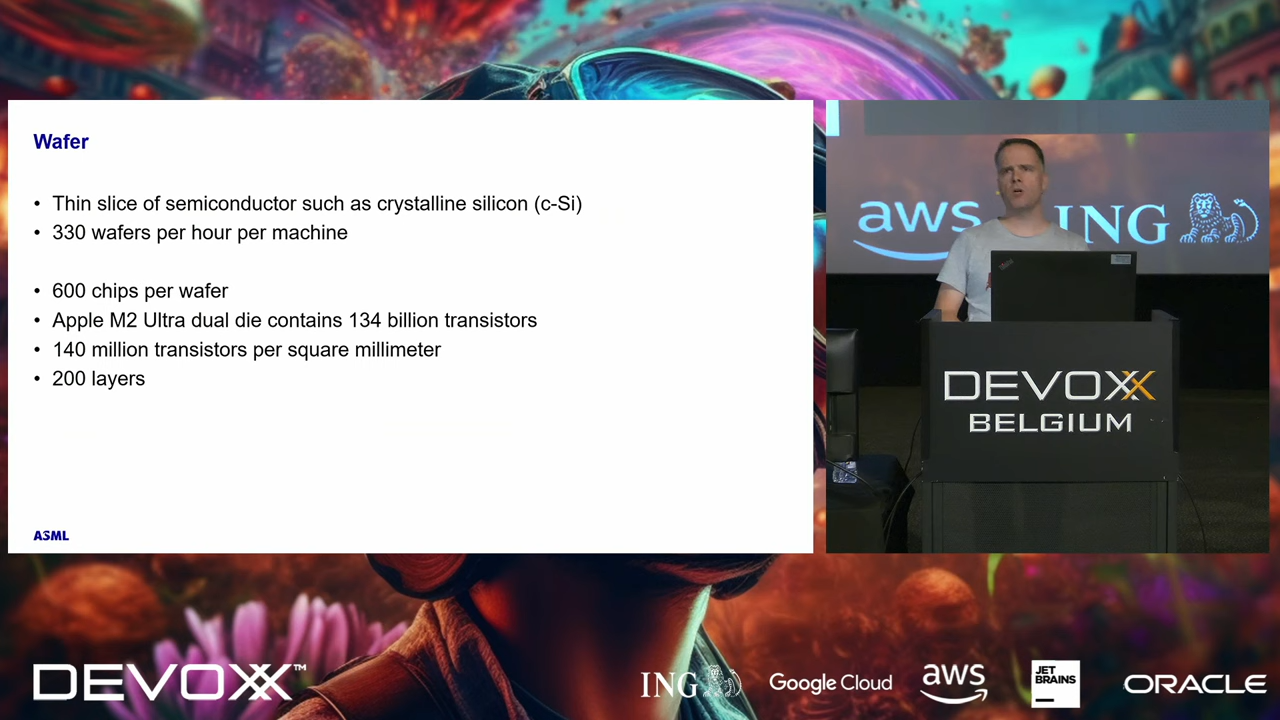 Wafer
• Thin slice of semiconductor such as crystalline silicon (c-Si)
• 330 wafers per hour per machine
• 600 chips per wafer
• Apple M2 Ultra dual die contains 134 billion transistors
• 140 million transistors per square millimeter
• 200 layers
ASML
aws ING
DEVOXX
BELGIUM
DEVOXX™
ING
Google Cloud
aws
JET
BRAINS
ORACLE